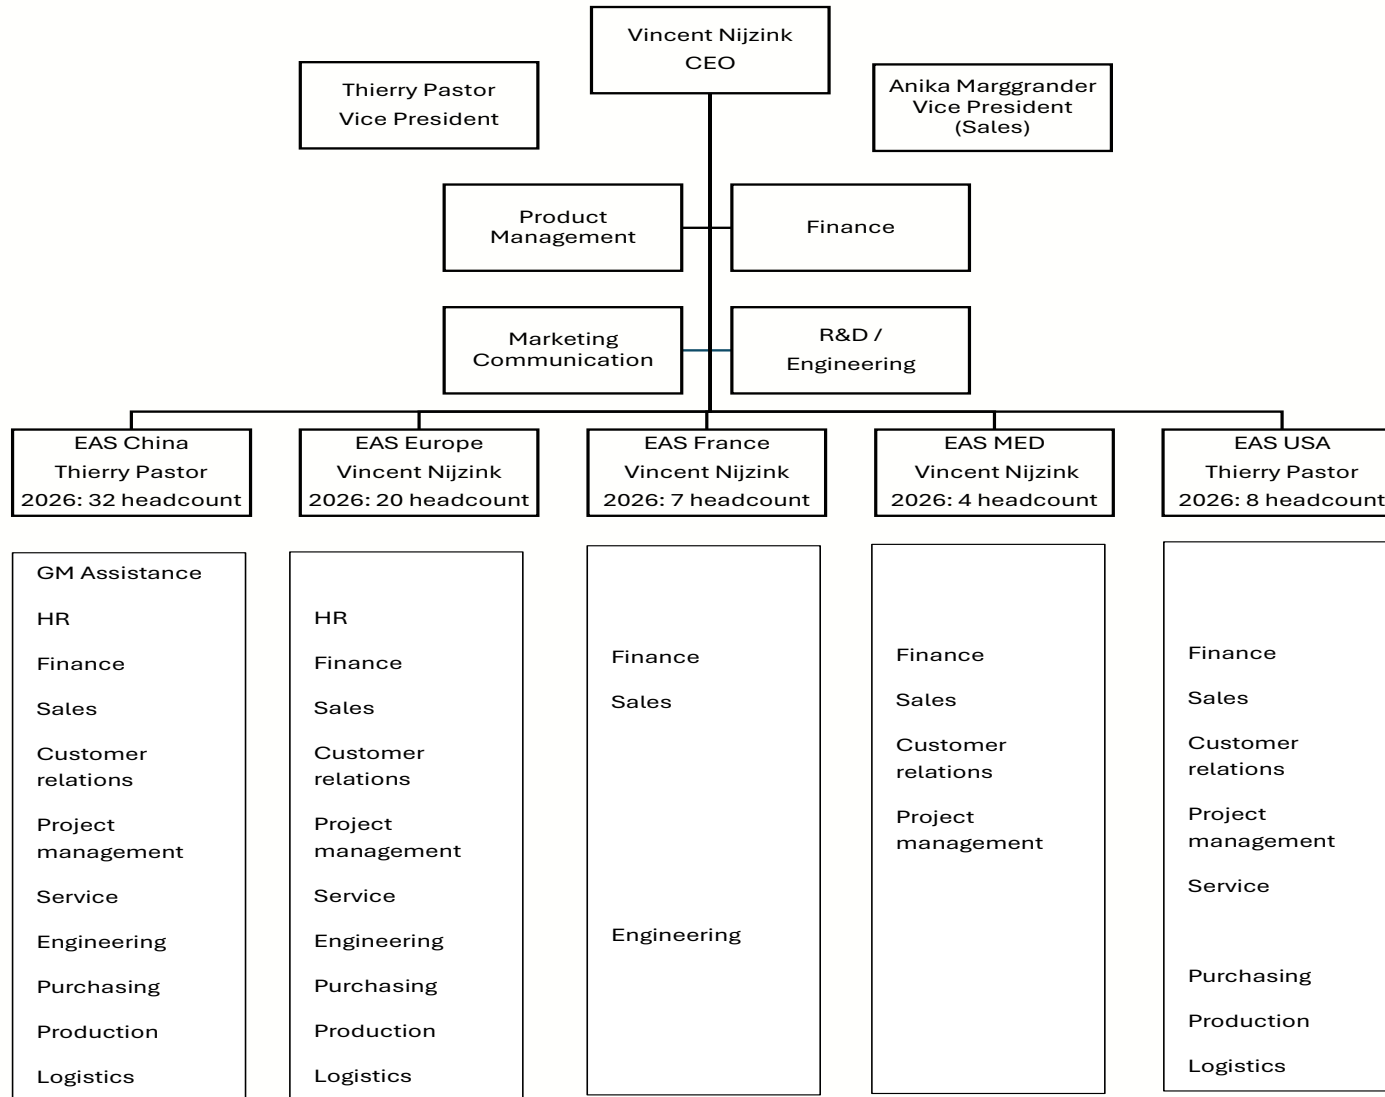 Vincent Nijzink
CEO
Thierry Pastor
Vice President
Anika Marggrander
Vice President
(Sales)
Product
Management
Finance
Marketing
Communication
R&D /
Engineering
EAS China
Thierry Pastor
2026: 32 headcount
EAS Europe
Vincent Nijzink
2026: 20 headcount
EAS France
Vincent Nijzink
2026: 7 headcount
EAS MED
Vincent Nijzink
2026: 4 headcount
EAS USA
Thierry Pastor
2026: 8 headcount
GM Assistance
HR
Finance
Sales
Customer
relations
Project
management
Service
Engineering
Purchasing
Production
Logistics
HR
Finance
Sales
Customer
relations
Project
management
Service
Engineering
Purchasing
Production
Logistics
Finance
Sales
Engineering
Finance
Sales
Customer
relations
Project
management
Finance
Sales
Customer
relations
Project
management
Service
Purchasing
Production
Logistics